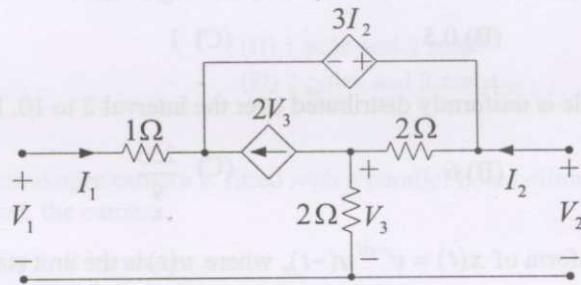 3I₂
− +
1Ω 2V₃ 2Ω
+ I₁ + I₂ +
V₁ 2Ω V₃ V₂
− − −